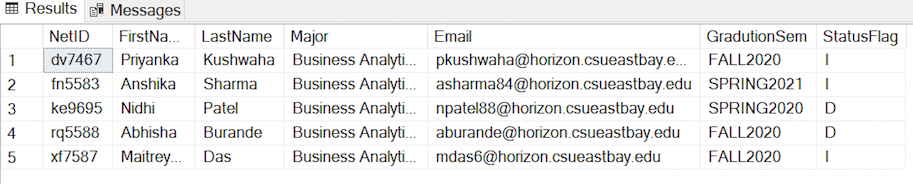 Results Messages
NetID FirstNa... LastName Major Email GradutionSem StatusFlag
1 dv7467 Priyanka Kushwaha Business Analyti... pkushwaha@horizon.csueastbay.e... FALL2020 I
2 fn5583 Anshika Sharma Business Analyti... asharma84@horizon.csueastbay.edu SPRING2021 I
3 ke9695 Nidhi Patel Business Analyti... npatel88@horizon.csueastbay.edu SPRING2020 D
4 rq5588 Abhisha Burande Business Analyti... aburande@horizon.csueastbay.edu FALL2020 D
5 xf7587 Maitrey... Das Business Analyti... mdas6@horizon.csueastbay.edu FALL2020 I